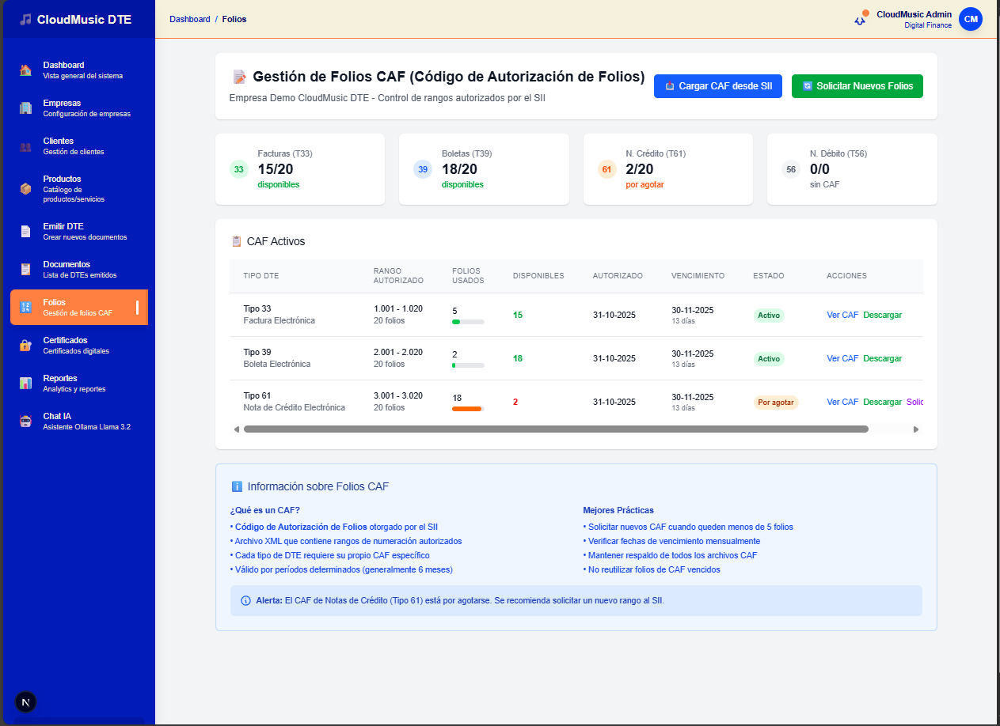 CloudMusic DTE
Dashboard / Folios
CloudMusic Admin
Digital Finance
CM
Dashboard
Vista general del sistema
Empresas
Configuración de empresas
Clientes
Gestión de clientes
Productos
Catálogo de
productos/servicios
Emitir DTE
Crear nuevos documentos
Documentos
Lista de DTEs emitidos
Folios
Gestión de folios CAF
Certificados
Certificados digitales
Reportes
Analytics y reportes
Chat IA
Asistente Ollama Llama 3.2
N
Gestión de Folios CAF (Código de Autorización de Folios)
Empresa Demo CloudMusic DTE - Control de rangos autorizados por el SII
Cargar CAF desde SII
Solicitar Nuevos Folios
33
Facturas (T33)
15/20
disponibles
39
Boletas (T39)
18/20
disponibles
61
N. Crédito (T61)
2/20
por agotar
56
N. Débito (T56)
0/0
sin CAF
CAF Activos
TIPO DTE
RANGO
AUTORIZADO
FOLIOS
USADOS
DISPONIBLES
AUTORIZADO
VENCIMIENTO
ESTADO
ACCIONES
Tipo 33
Factura Electrónica
1.001 - 1.020
20 folios
5
15
31-10-2025
30-11-2025
13 días
Activo
Ver CAF Descargar
Tipo 39
Boleta Electrónica
2.001 - 2.020
20 folios
2
18
31-10-2025
30-11-2025
13 días
Activo
Ver CAF Descargar
Tipo 61
Nota de Crédito Electrónica
3.001 - 3.020
20 folios
18
2
31-10-2025
30-11-2025
13 días
Por agotar
Ver CAF Descargar Solic
Información sobre Folios CAF
¿Qué es un CAF?
• Código de Autorización de Folios otorgado por el SII
• Archivo XML que contiene rangos de numeración autorizados
• Cada tipo de DTE requiere su propio CAF específico
• Válido por períodos determinados (generalmente 6 meses)
Mejores Prácticas
• Solicitar nuevos CAF cuando queden menos de 5 folios
• Verificar fechas de vencimiento mensualmente
• Mantener respaldo de todos los archivos CAF
• No reutilizar folios de CAF vencidos
Alerta: El CAF de Notas de Crédito (Tipo 61) está por agotarse. Se recomienda solicitar un nuevo rango al SII.